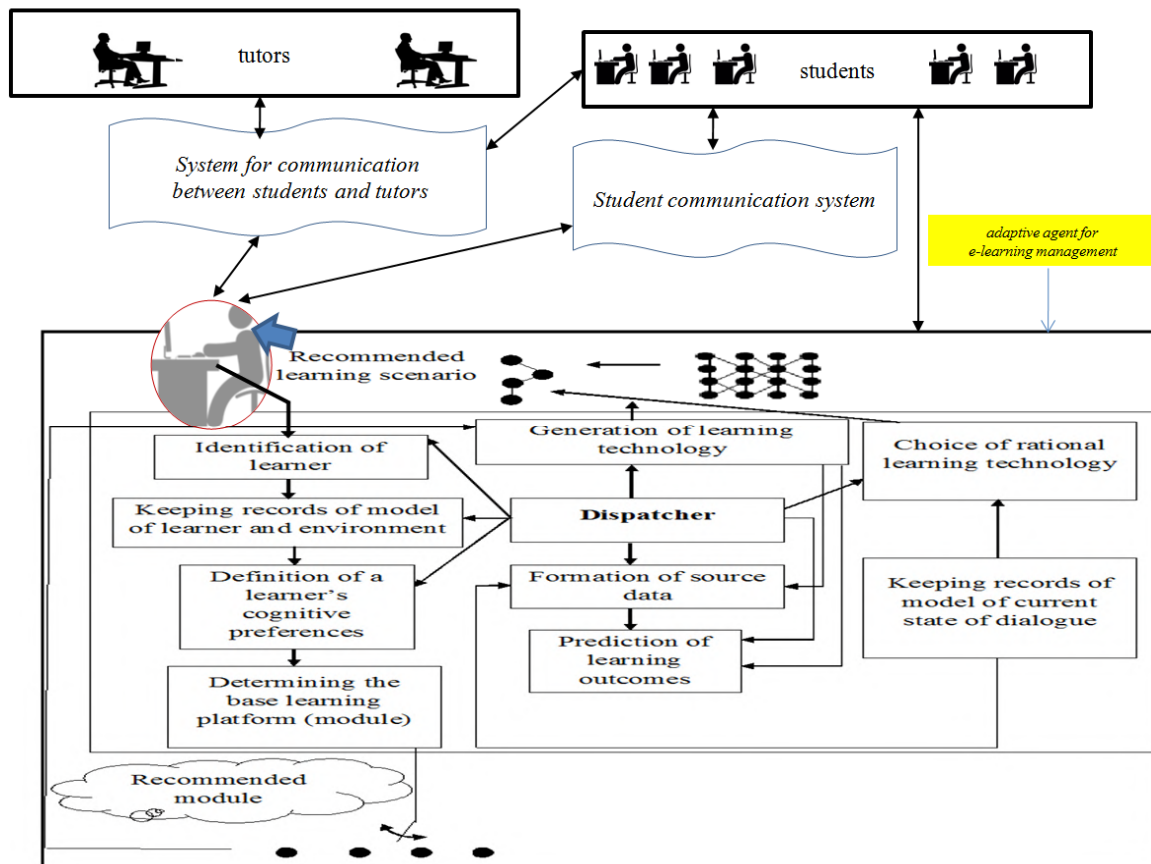 tutors
students
System for communication
between students and tutors
Student communication system
adaptive agent for
e-learning management
Recommended
learning scenario
Identification of
learner
Generation of learning
technology
Choice of rational
learning technology
Keeping records of model
of learner and environment
Dispatcher
Definition of a
learner's cognitive
preferences
Formation of source
data
Keeping records of
model of current
state of dialogue
Prediction of
learning
outcomes
Determining the
base learning
platform (module)
Recommended
module